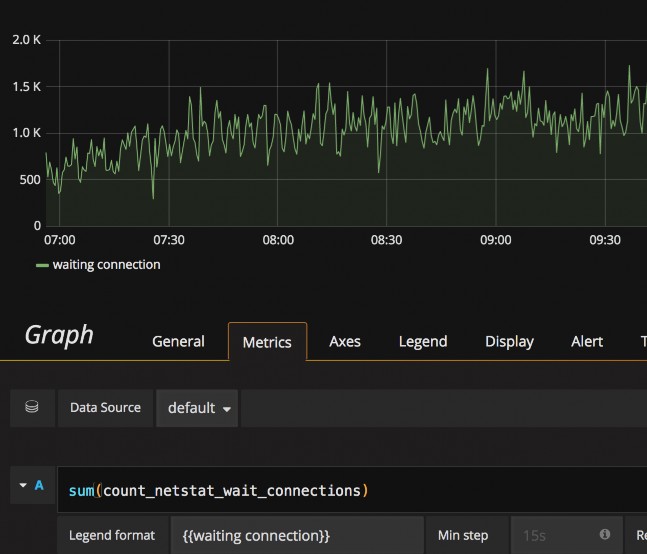 2.0 K
1.5 K
1.0 K
500
0
07:00 07:30 08:00 08:30 09:00 09:30
waiting connection
Graph General Metrics Axes Legend Display Alert T
Data Source default
A sum(count_netstat_wait_connections)
Legend format {{waiting connection}} Min step 15s Re